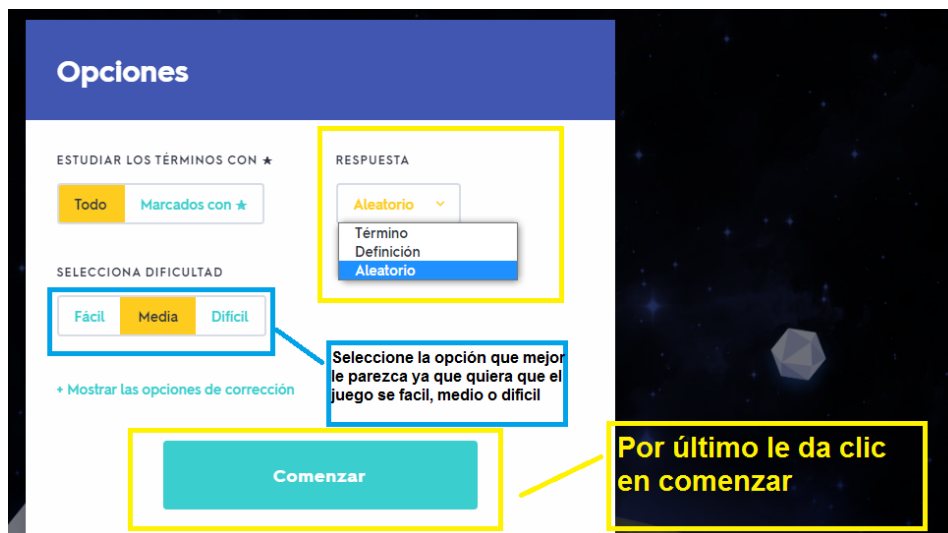 Opciones
ESTUDIAR LOS TÉRMINOS CON ★
Todo Marcados con ★
RESPUESTA
Aleatorio
Término
Definición
Aleatorio
SELECCIONA DIFICULTAD
Fácil Media Difícil
Seleccione la opción que mejor
le parezca ya que quiera que el
juego se facil, medio o dificil
+ Mostrar las opciones de corrección
Comenzar
Por último le da clic
en comenzar